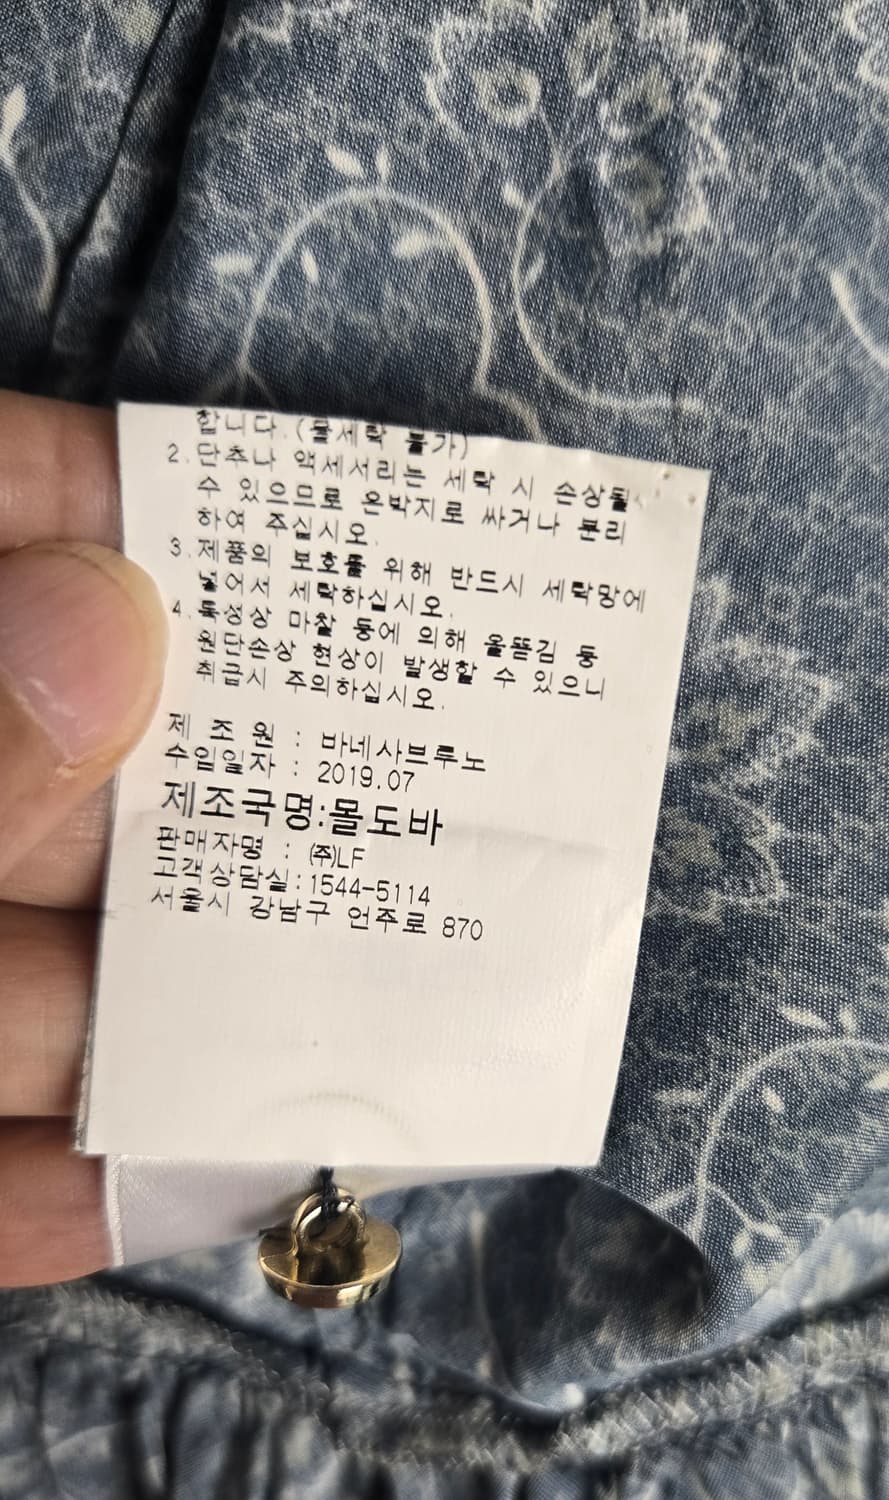 합니다.(물세탁 불가)
2.단추나 액세서리는 세탁 시 손상될
수 있으므로 은박지로 싸거나 분리
하여 주십시오.
3.제품의 보호를 위해 반드시 세탁망에
넣어서 세탁하십시오.
4.특성상 마찰 등에 의해 올뜯김 등
원단손상 현상이 발생할 수 있으니
취급시 주의하십시오.
제 조 원 : 바네사브루노
수입일자 : 2019.07
제조국명:몰도바
판매자명 : ㈜LF
고객상담실:1544-5114
서울시 강남구 언주로 870